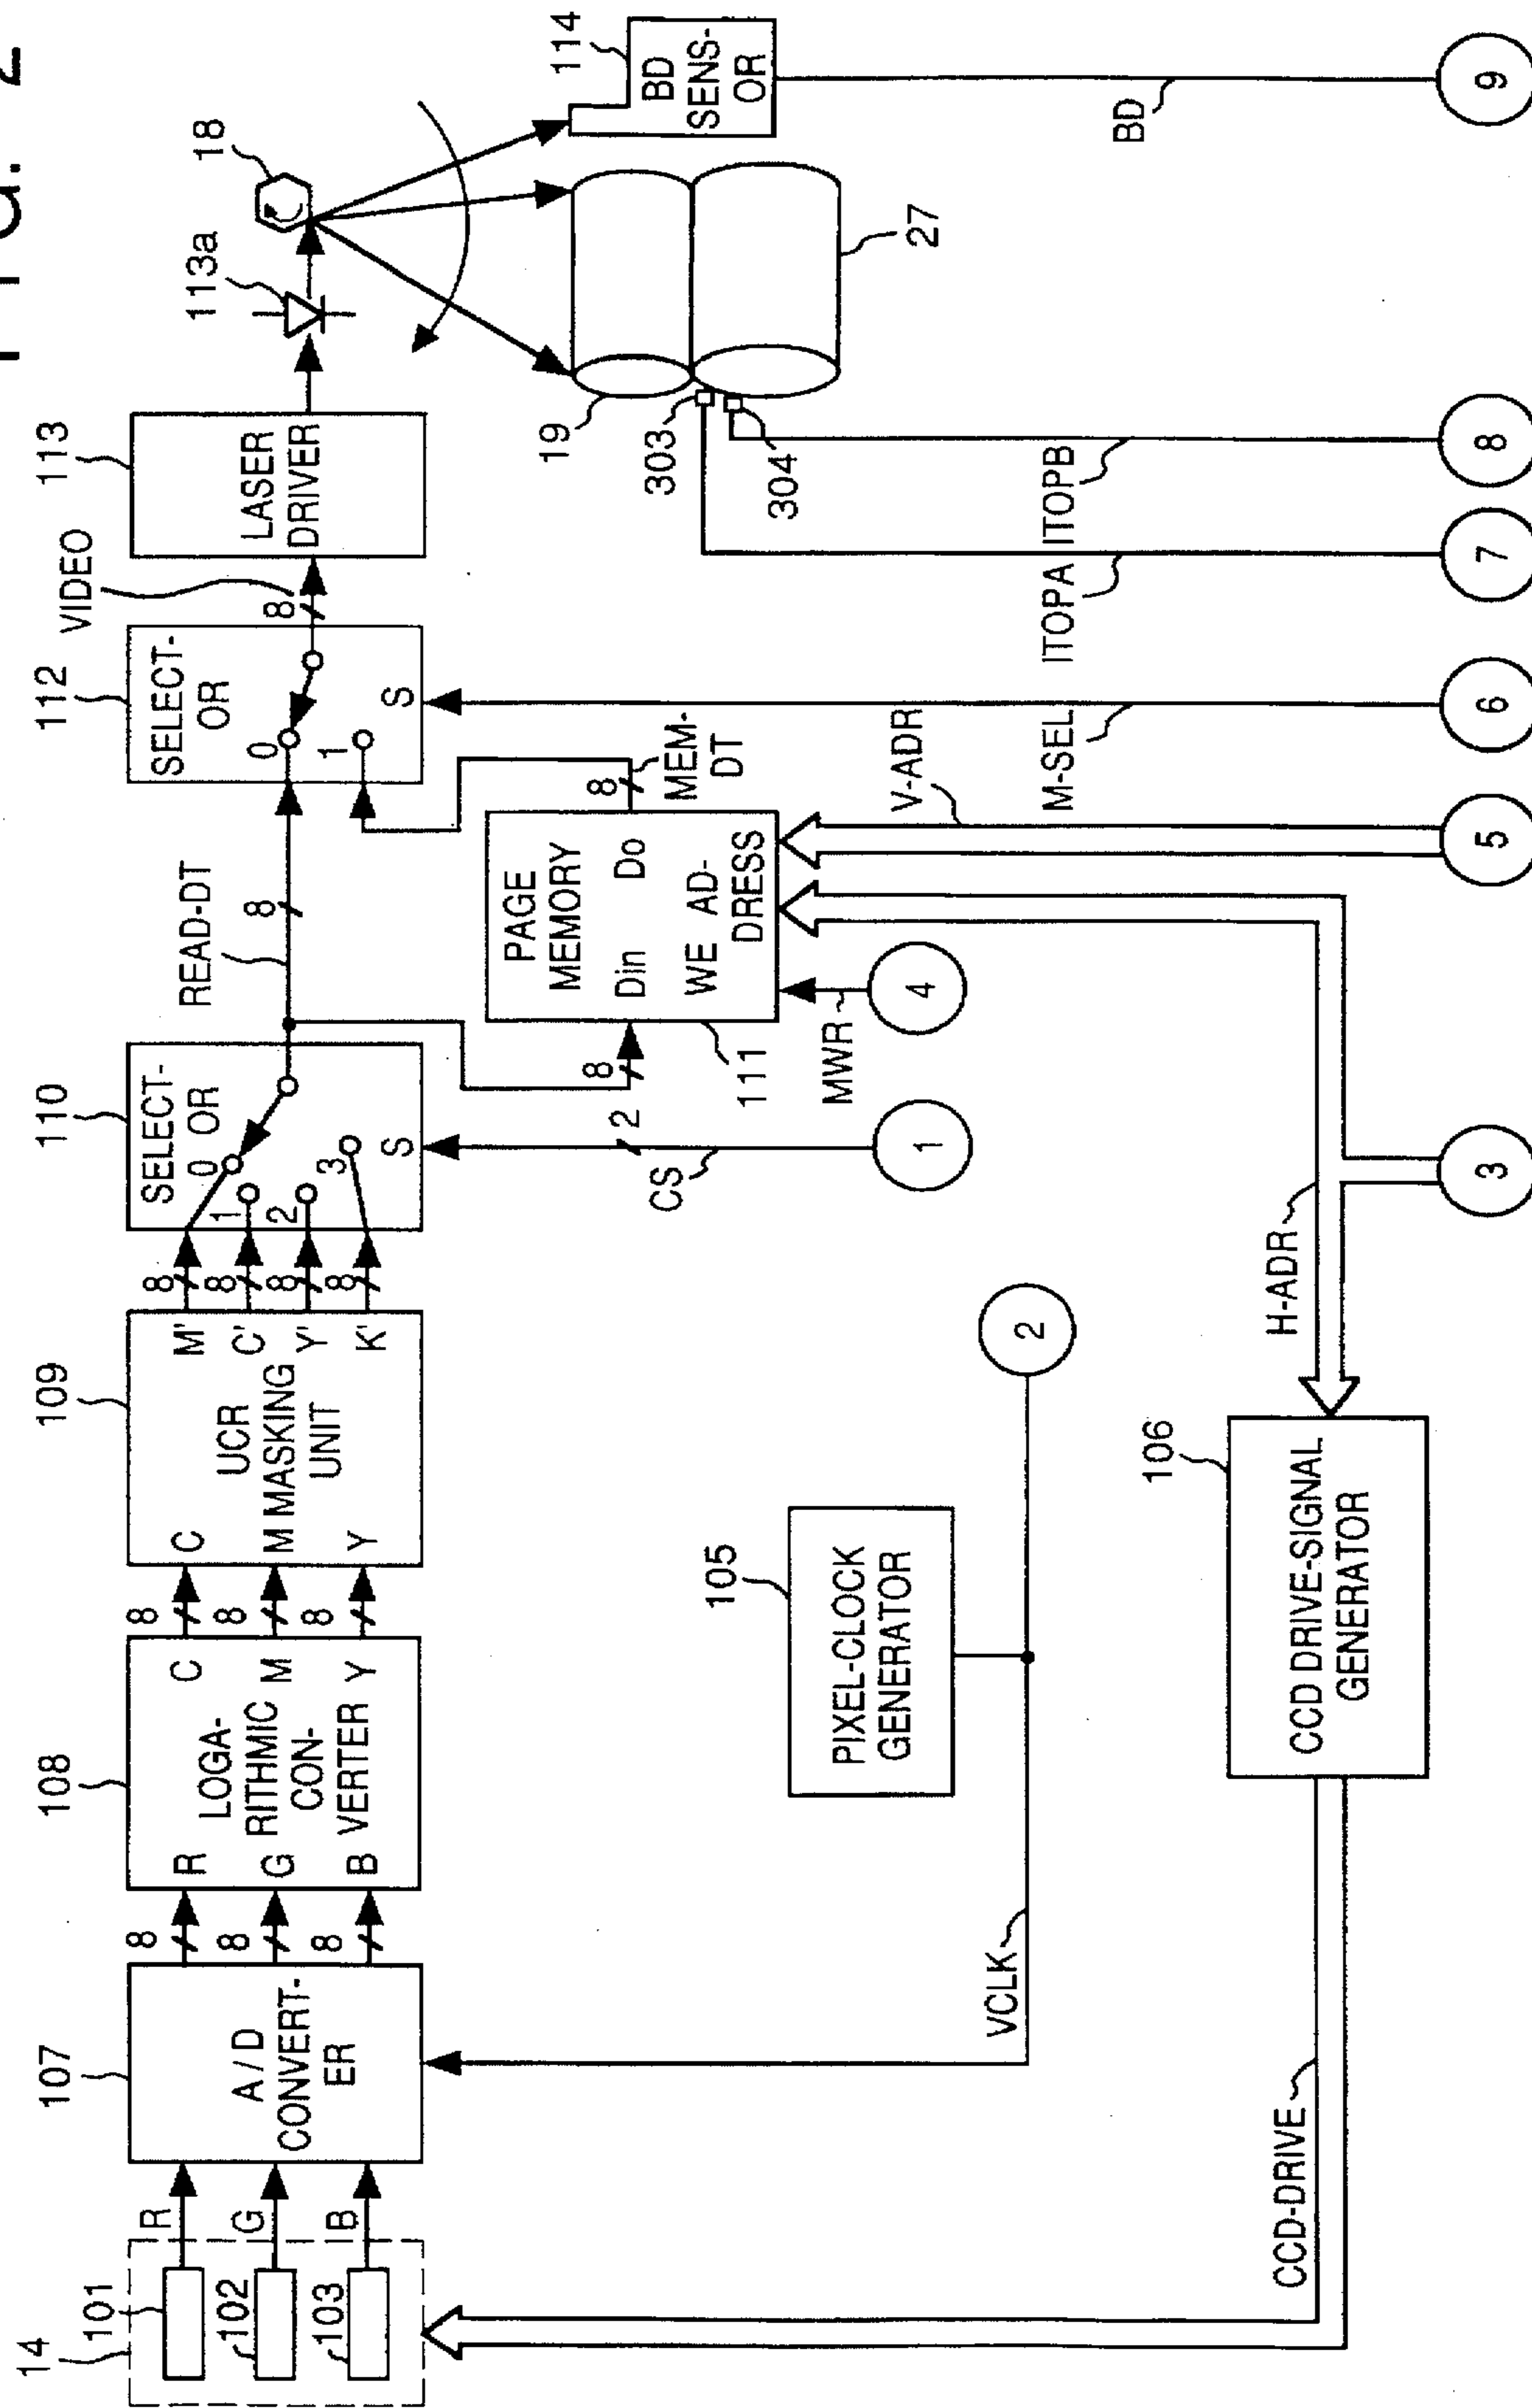 FIG. 2
14
101
102
103
R
G
B
107
A/D
CONVERT-
ER
8
8
8
108
R
G
B
LOGA-
RITHMIC
CON-
VERTER
C
M
Y
8
8
8
109
C
M
Y
UCR
MASKING
UNIT
M'
C'
Y'
K'
8
8
8
8
110
SELECT-
OR
0
1
2
3
S
READ-DT
8
8
2
CS
1
111
PAGE
MEMORY
Din
Do
WE
AD-
DRESS
MWR
4
8
MEM-
DT
112
SELECT-
OR
0
1
S
VIDEO
8
113
LASER
DRIVER
113a
18
114
BD
SENS-
OR
19
27
303
304
105
PIXEL-CLOCK
GENERATOR
VCLK
2
106
CCD DRIVE-SIGNAL
GENERATOR
CCD-DRIVE
H-ADR
3
V-ADR
5
M-SEL
6
ITOPA
7
ITOPB
8
BD
9